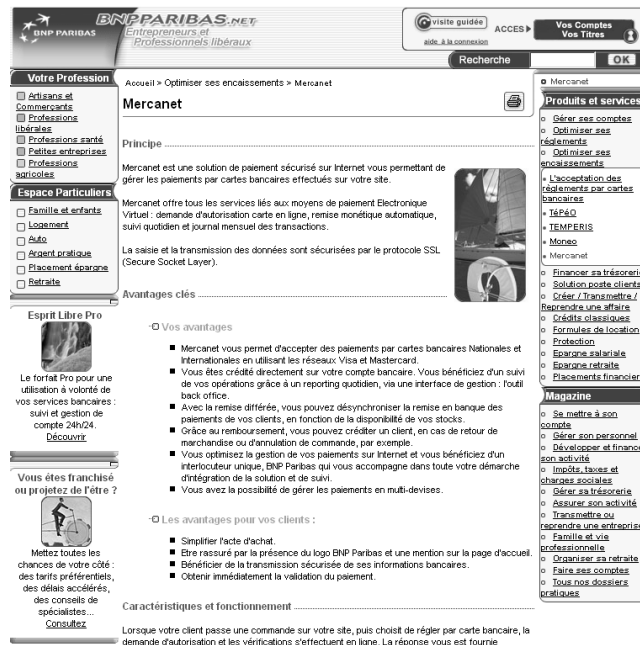 BNPPARIBAS.NET
Entrepreneurs et
Professionnels libéraux
BNP PARIBAS
visite guidée
aide à la connexion
ACCES
Vos Comptes
Vos Titres
Recherche
OK
Votre Profession
Artisans et
Commerçants
Professions
libérales
Professions santé
Petites entreprises
Professions
agricoles
Espace Particuliers
Famille et enfants
Logement
Auto
Argent pratique
Placement épargne
Retraite
Esprit Libre Pro
Le forfait Pro pour une
utilisation à volonté de
vos services bancaires :
suivi et gestion de
compte 24h/24.
Découvrir
Vous êtes franchisé
ou projetez de l'être ?
Mettez toutes les
chances de votre côté :
des tarifs préférentiels,
des délais accélérés,
des conseils de
spécialistes...
Consultez
Accueil > Optimiser ses encaissements > Mercanet
Mercanet
Principe
Mercanet est une solution de paiement sécurisé sur Internet vous permettant de
gérer les paiements par cartes bancaires effectués sur votre site.
Mercanet offre tous les services liés aux moyens de paiement Electronique
Virtuel : demande d'autorisation carte en ligne, remise monétique automatique,
suivi quotidien et journal mensuel des transactions.
La saisie et la transmission des données sont sécurisées par le protocole SSL
(Secure Socket Layer).
Avantages clés
Vos avantages
Mercanet vous permet d'accepter des paiements par cartes bancaires Nationales et
Internationales en utilisant les réseaux Visa et Mastercard.
Vous êtes crédité directement sur votre compte bancaire. Vous bénéficiez d'un suivi
de vos opérations grâce à un reporting quotidien, via une interface de gestion : l'outil
back office.
Avec la remise différée, vous pouvez désynchroniser la remise en banque des
paiements de vos clients, en fonction de la disponibilité de vos stocks.
Grâce au remboursement, vous pouvez créditer un client, en cas de retour de
marchandise ou d'annulation de commande, par exemple.
Vous optimisez la gestion de vos paiements sur Internet et vous bénéficiez d'un
interlocuteur unique, BNP Paribas qui vous accompagne dans toute votre démarche
d'intégration de la solution et de suivi.
Vous avez la possibilité de gérer les paiements en multi-devises.
Les avantages pour vos clients :
Simplifier l'acte d'achat.
Etre rassuré par la présence du logo BNP Paribas et une mention sur la page d'accueil.
Bénéficier de la transmission sécurisée de ses informations bancaires.
Obtenir immédiatement la validation du paiement.
Caractéristiques et fonctionnement
Lorsque votre client passe une commande sur votre site, puis choisit de régler par carte bancaire, la
demande d'autorisation et les vérifications s'effectuent en ligne. La réponse vous est fournie
Mercanet
Produits et services
Gérer ses comptes
Optimiser ses
règlements
Optimiser ses
encaissements
L'acceptation des
règlements par cartes
bancaires
TéPéO
TEMPERIS
Moneo
Mercanet
Financer sa trésorerie
Solution poste clients
Créer / Transmettre /
Reprendre une affaire
Crédits classiques
Formules de location
Protection
Epargne salariale
Epargne retraite
Placements financiers
Magazine
Se mettre à son
compte
Gérer son personnel
Développer et financer
son activité
Impôts, taxes et
charges sociales
Gérer sa trésorerie
Assurer son activité
Transmettre ou
reprendre une entreprise
Famille et vie
professionnelle
Organiser sa retraite
Faire ses comptes
Tous nos dossiers
pratiques